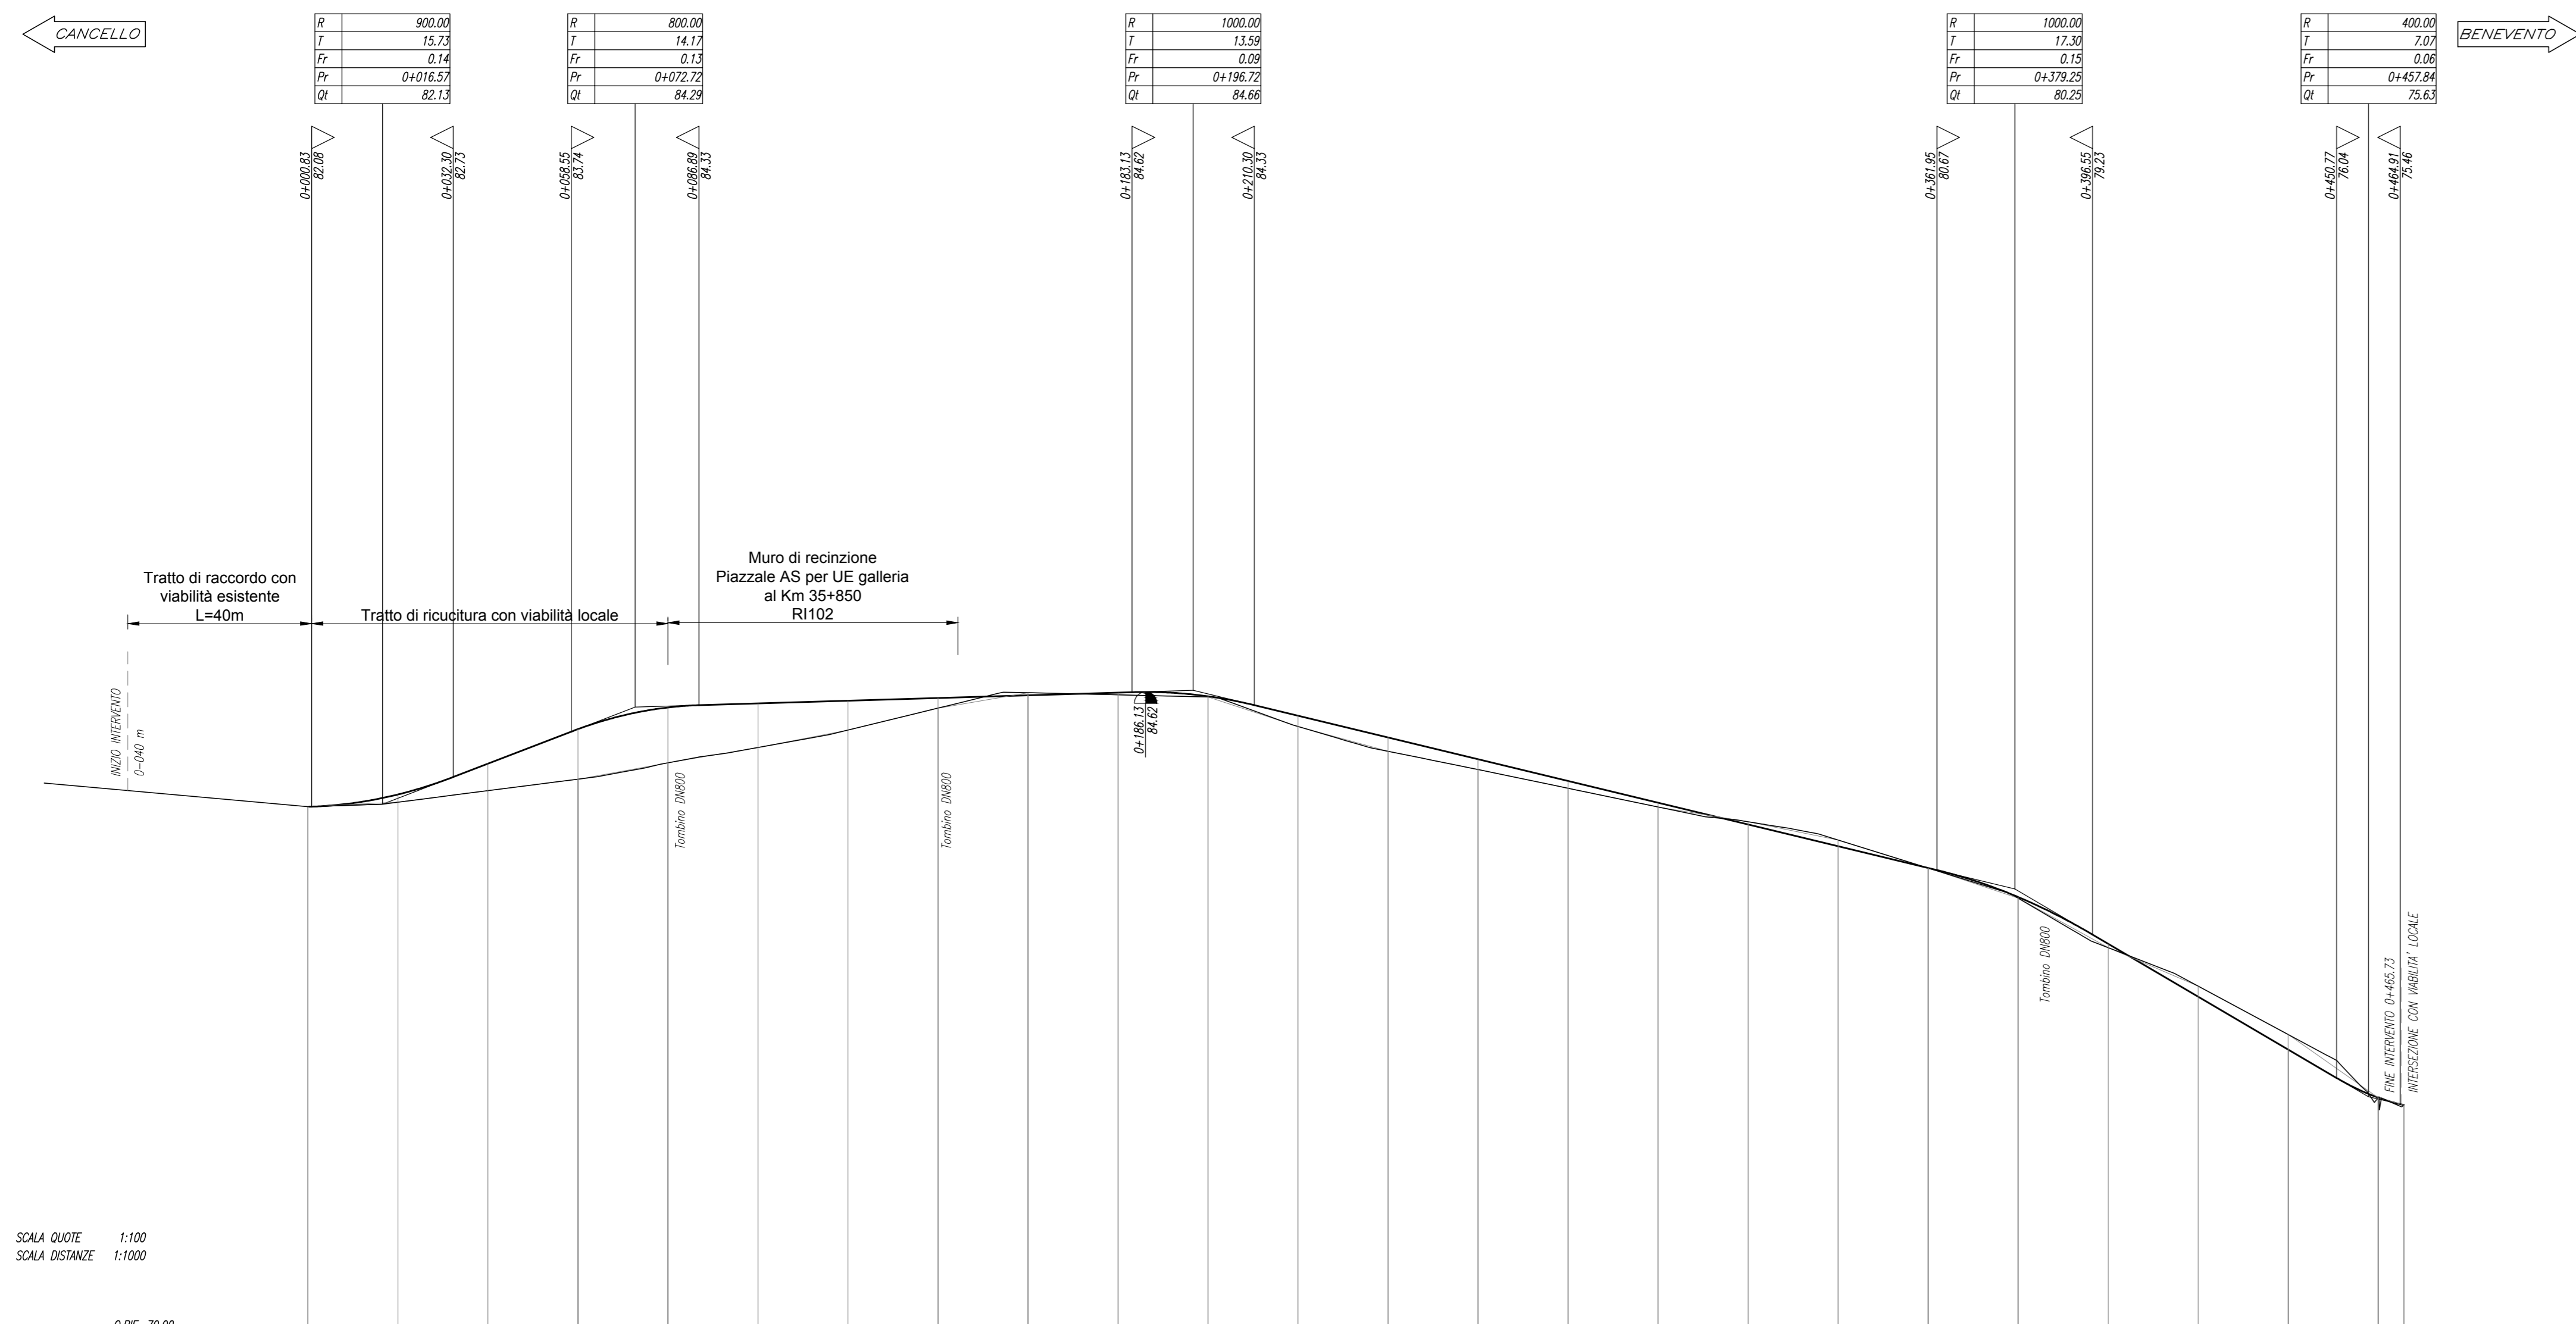 CANCELLO
R 900.00
T 15.73
Fr 0.14
Pr 0+016.57
Qt 82.13
R 800.00
T 14.17
Fr 0.13
Pr 0+072.72
Qt 84.29
R 1000.00
T 13.59
Fr 0.09
Pr 0+196.72
Qt 84.66
R 1000.00
T 17.30
Fr 0.15
Pr 0+379.25
Qt 80.25
R 400.00
T 7.07
Fr 0.06
Pr 0+457.84
Qt 75.63
BENEVENTO
0+000.83
82.08
0+032.30
82.73
0+058.55
83.74
0+086.89
84.33
0+183.13
84.62
0+210.30
84.33
0+361.95
80.67
0+396.55
79.23
0+450.77
76.04
0+464.91
75.46
Tratto di raccordo con
viabilità esistente
L=40m
Tratto di ricucitura con viabilità locale
Muro di recinzione
Piazzale AS per UE galleria
al Km 35+850
RI102
INIZIO INTERVENTO
0-040 m
Tombino DN800
Tombino DN800
0+186.13
84.62
Tombino DN800
FINE INTERVENTO 0+465.73
INTERSEZIONE CON VIABILITA' LOCALE
SCALA QUOTE 1:100
SCALA DISTANZE 1:1000